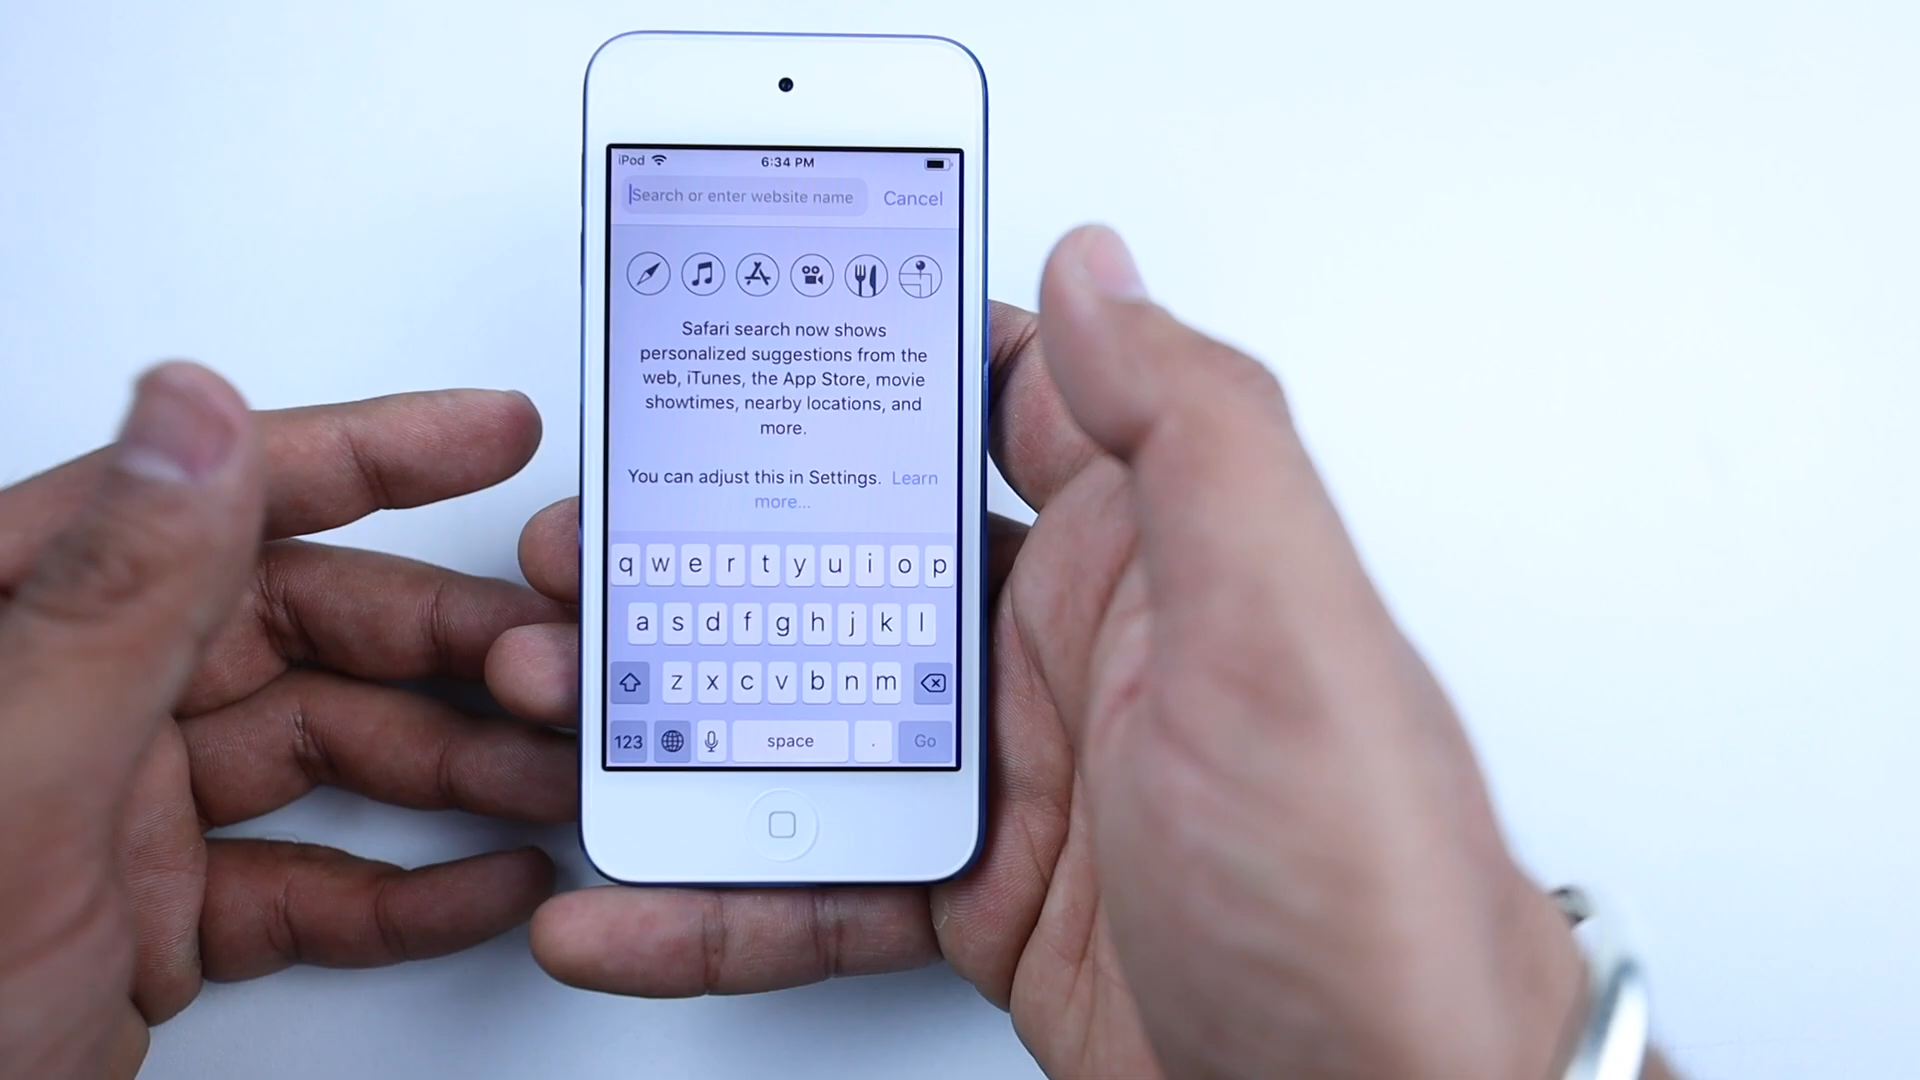 iPod 6:34 PM
Search or enter website name Cancel
Safari search now shows
personalized suggestions from the
web, iTunes, the App Store, movie
showtimes, nearby locations, and
more.
You can adjust this in Settings. Learn
more...
q w e r t y u i o p
a s d f g h j k l
z x c v b n m
123 space . Go